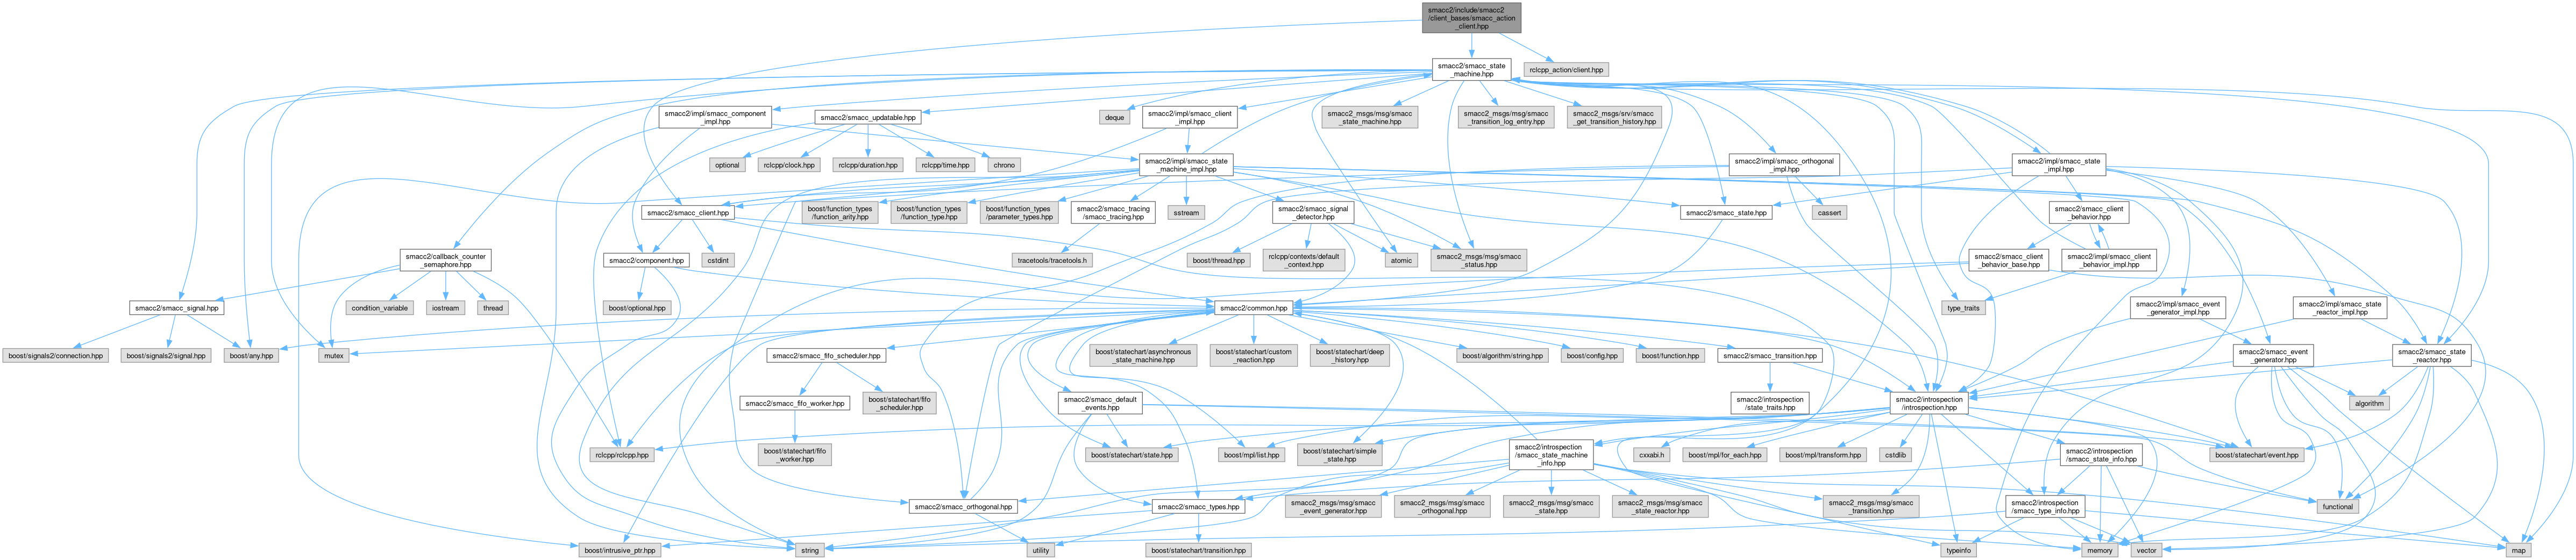 smacc2/include/smacc2
/client_bases/smacc_action
_client.hpp
smacc2/smacc_state
_machine.hpp
rclcpp_action/client.hpp
smacc2/impl/smacc_component
_impl.hpp
smacc2/smacc_updatable.hpp
deque
smacc2/impl/smacc_client
_impl.hpp
smacc2_msgs/msg/smacc
_state_machine.hpp
smacc2_msgs/msg/smacc
_transition_log_entry.hpp
smacc2_msgs/srv/smacc
_get_transition_history.hpp
optional
rclcpp/clock.hpp
rclcpp/duration.hpp
rclcpp/time.hpp
chrono
smacc2/impl/smacc_state
_machine_impl.hpp
smacc2/impl/smacc_orthogonal
_impl.hpp
smacc2/impl/smacc_state
_impl.hpp
smacc2/smacc_client.hpp
boost/function_types
/function_arity.hpp
boost/function_types
/function_type.hpp
boost/function_types
/parameter_types.hpp
smacc2/smacc_tracing
/smacc_tracing.hpp
sstream
smacc2/smacc_signal
_detector.hpp
smacc2/smacc_state.hpp
cassert
smacc2/smacc_client
_behavior.hpp
smacc2/callback_counter
_semaphore.hpp
smacc2/component.hpp
cstdint
tracetools/tracetools.h
boost/thread.hpp
rclcpp/contexts/default
_context.hpp
atomic
smacc2_msgs/msg/smacc
_status.hpp
smacc2/smacc_client
_behavior_base.hpp
smacc2/impl/smacc_client
_behavior_impl.hpp
smacc2/smacc_signal.hpp
condition_variable
iostream
thread
boost/optional.hpp
smacc2/common.hpp
type_traits
smacc2/impl/smacc_event
_generator_impl.hpp
smacc2/impl/smacc_state
_reactor_impl.hpp
boost/signals2/connection.hpp
boost/signals2/signal.hpp
boost/any.hpp
mutex
smacc2/smacc_fifo_scheduler.hpp
boost/statechart/asynchronous
_state_machine.hpp
boost/statechart/custom
_reaction.hpp
boost/statechart/deep
_history.hpp
boost/algorithm/string.hpp
boost/config.hpp
boost/function.hpp
smacc2/smacc_transition.hpp
smacc2/smacc_event
_generator.hpp
smacc2/smacc_state
_reactor.hpp
smacc2/smacc_fifo_worker.hpp
boost/statechart/fifo
_scheduler.hpp
smacc2/smacc_default
_events.hpp
smacc2/introspection
/state_traits.hpp
smacc2/introspection
/introspection.hpp
algorithm
rclcpp/rclcpp.hpp
boost/statechart/fifo
_worker.hpp
boost/statechart/state.hpp
boost/mpl/list.hpp
boost/statechart/simple
_state.hpp
smacc2/introspection
/smacc_state_machine
_info.hpp
cxxabi.h
boost/mpl/for_each.hpp
boost/mpl/transform.hpp
cstdlib
smacc2/introspection
/smacc_state_info.hpp
boost/statechart/event.hpp
smacc2/smacc_orthogonal.hpp
smacc2/smacc_types.hpp
smacc2_msgs/msg/smacc
_event_generator.hpp
smacc2_msgs/msg/smacc
_orthogonal.hpp
smacc2_msgs/msg/smacc
_state.hpp
smacc2_msgs/msg/smacc
_state_reactor.hpp
smacc2_msgs/msg/smacc
_transition.hpp
smacc2/introspection
/smacc_type_info.hpp
functional
boost/intrusive_ptr.hpp
string
utility
boost/statechart/transition.hpp
typeinfo
memory
vector
map